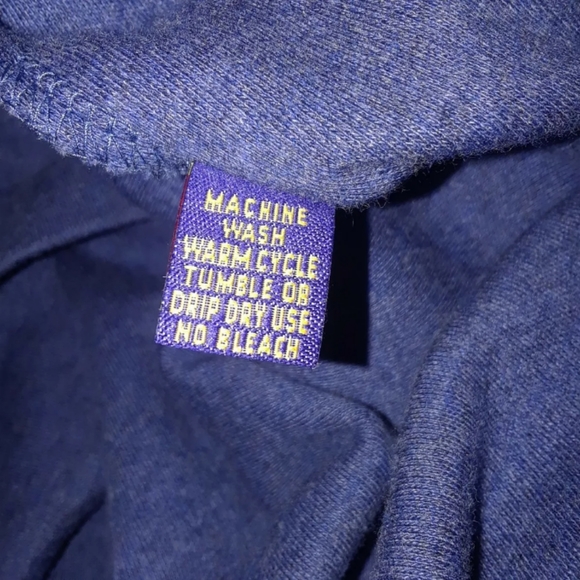 MACHINE
WASH
WARM CYCLE
TUMBLE OR
DRIP DRY USE
NO BLEACH